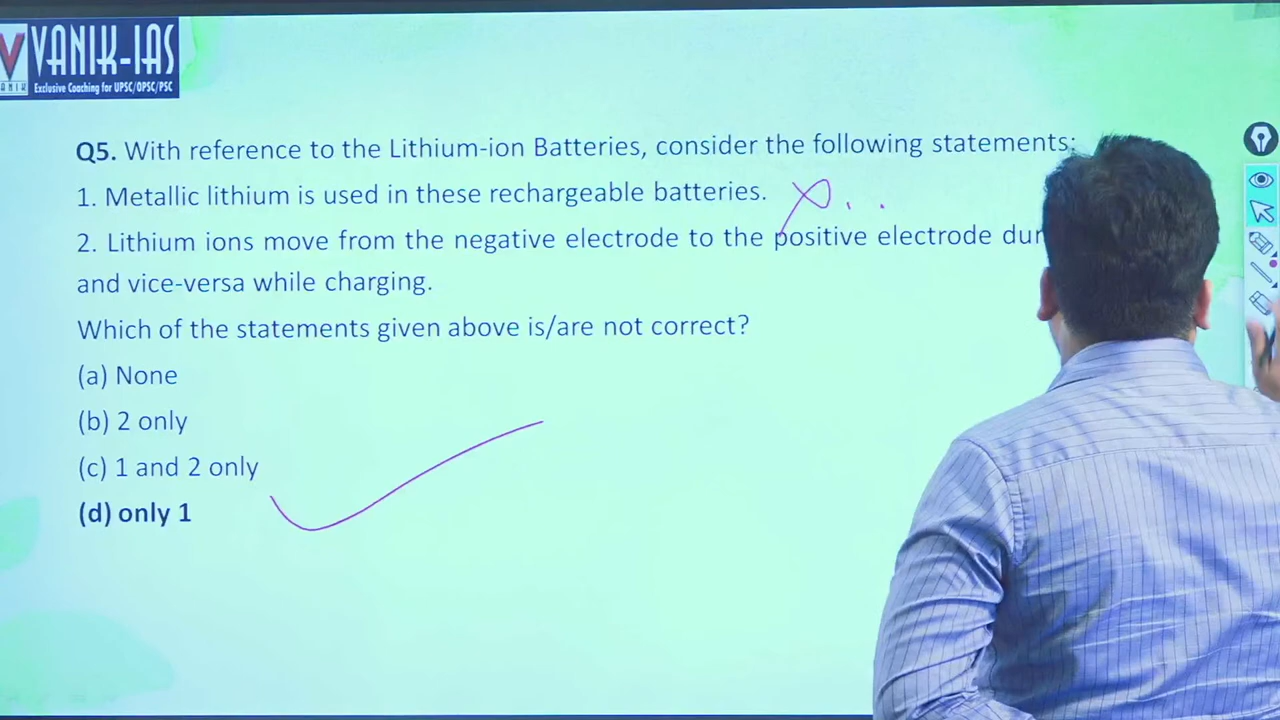 VANIK-IAS
Exclusive Coaching for UPSC/OPSC/PSC
VANIK
Q5. With reference to the Lithium-ion Batteries, consider the following statements:
1. Metallic lithium is used in these rechargeable batteries.
2. Lithium ions move from the negative electrode to the positive electrode
and vice-versa while charging.
Which of the statements given above is/are not correct?
(a) None
(b) 2 only
(c) 1 and 2 only
(d) only 1